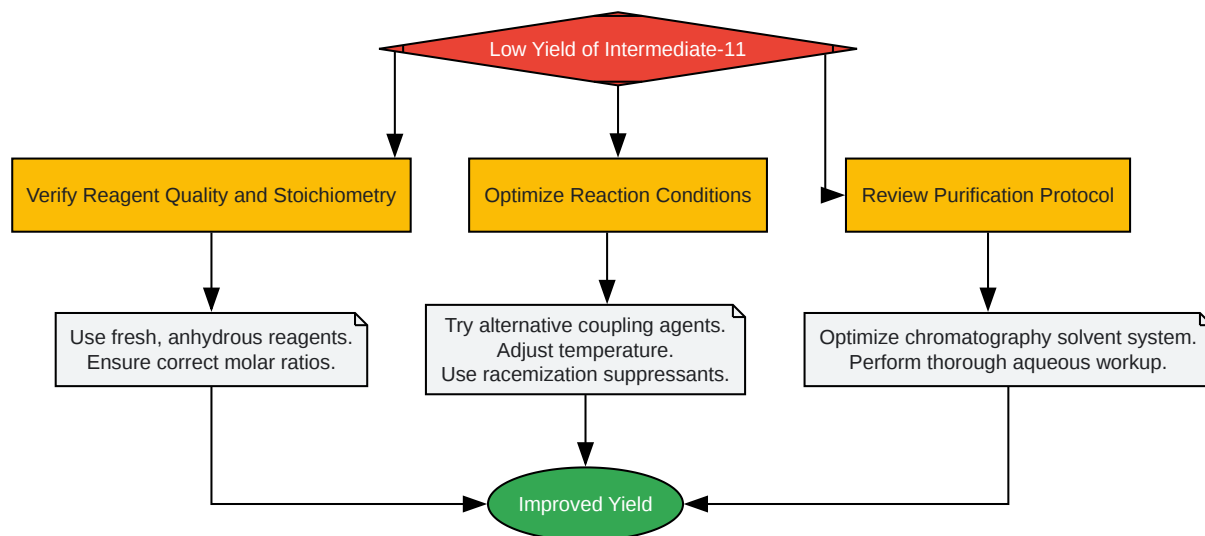 Low Yield of Intermediate-11
Verify Reagent Quality and Stoichiometry
Optimize Reaction Conditions
Review Purification Protocol
Use fresh, anhydrous reagents.
Ensure correct molar ratios.
Try alternative coupling agents.
Adjust temperature.
Use racemization suppressants.
Optimize chromatography solvent system.
Perform thorough aqueous workup.
Improved Yield